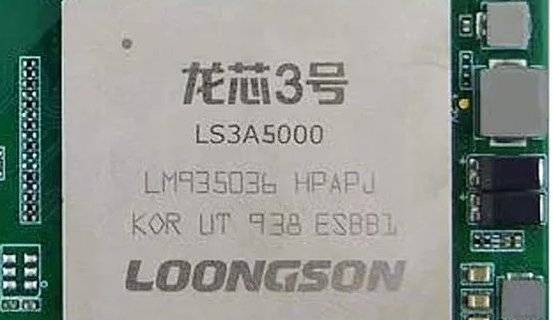 龙芯3号
LS3A5000
LM935036 HPAPJ
KOR UT 938 ESBB1
LOONGSON